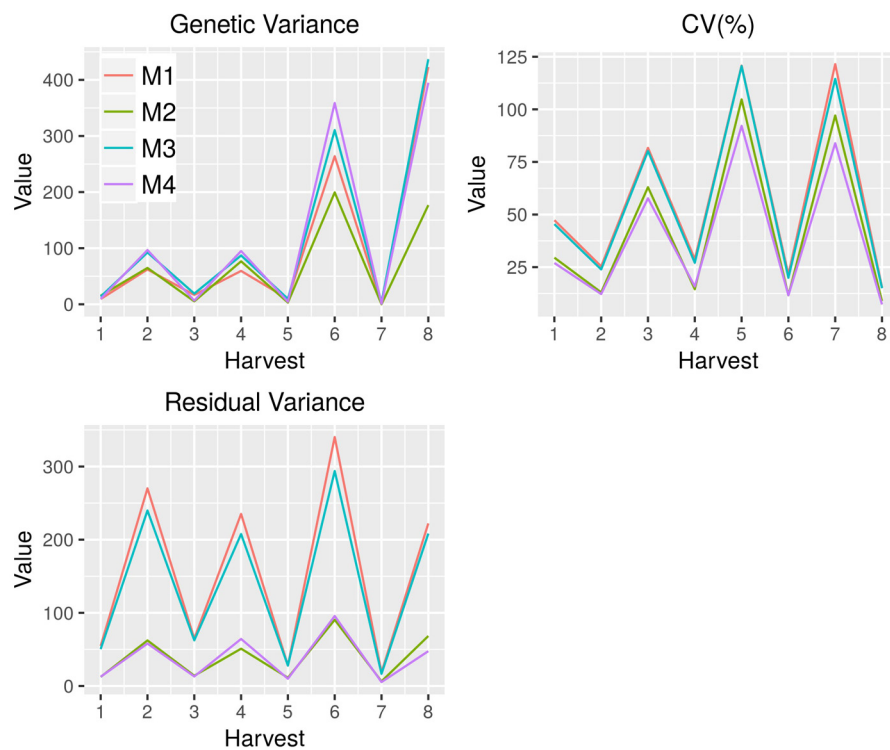 Genetic Variance
400
300
200
100
0
Value
M1
M2
M3
M4
1 2 3 4 5 6 7 8
Harvest
CV(%)
125
100
75
50
25
Value
1 2 3 4 5 6 7 8
Harvest
Residual Variance
300
200
100
0
Value
1 2 3 4 5 6 7 8
Harvest